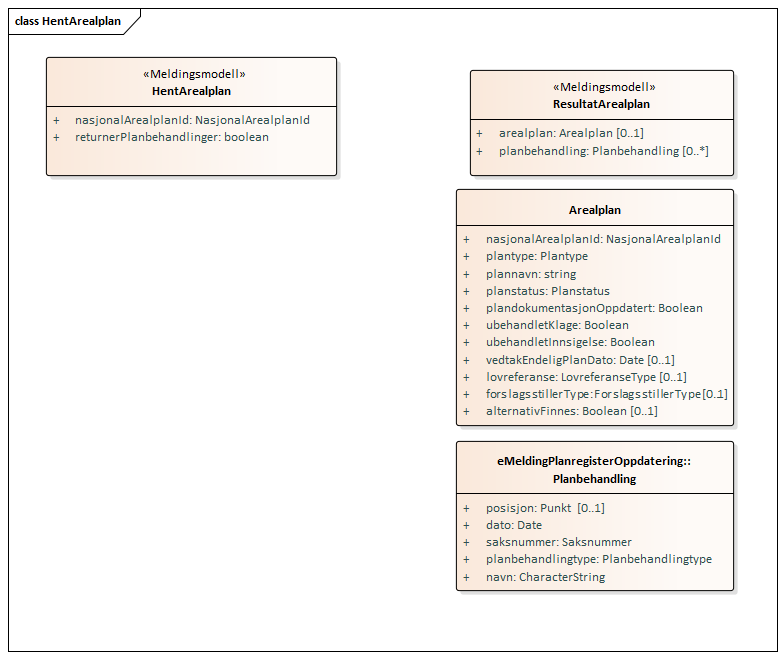 class HentArealplan
«Meldingsmodell»
HentArealplan
+ nasjonalArealplanId: NasjonalArealplanId
+ returnerPlanbehandlinger: boolean
«Meldingsmodell»
ResultatArealplan
+ arealplan: Arealplan [0..1]
+ planbehandling: Planbehandling [0..*]
Arealplan
+ nasjonalArealplanId: NasjonalArealplanId
+ plantype: Plantype
+ plannavn: string
+ planstatus: Planstatus
+ plandokumentasjonOppdatert: Boolean
+ ubehandletKlage: Boolean
+ ubehandletInnsigelse: Boolean
+ vedtakEndeligPlanDato: Date [0..1]
+ lovreferanse: LovreferanseType [0..1]
+ forslagsstillerType:ForslagsstillerType[0.1]
+ alternativFinnes: Boolean [0..1]
eMeldingPlanregisterOppdatering::
Planbehandling
+ posisjon: Punkt [0..1]
+ dato: Date
+ saksnummer: Saksnummer
+ planbehandlingtype: Planbehandlingtype
+ navn: CharacterString